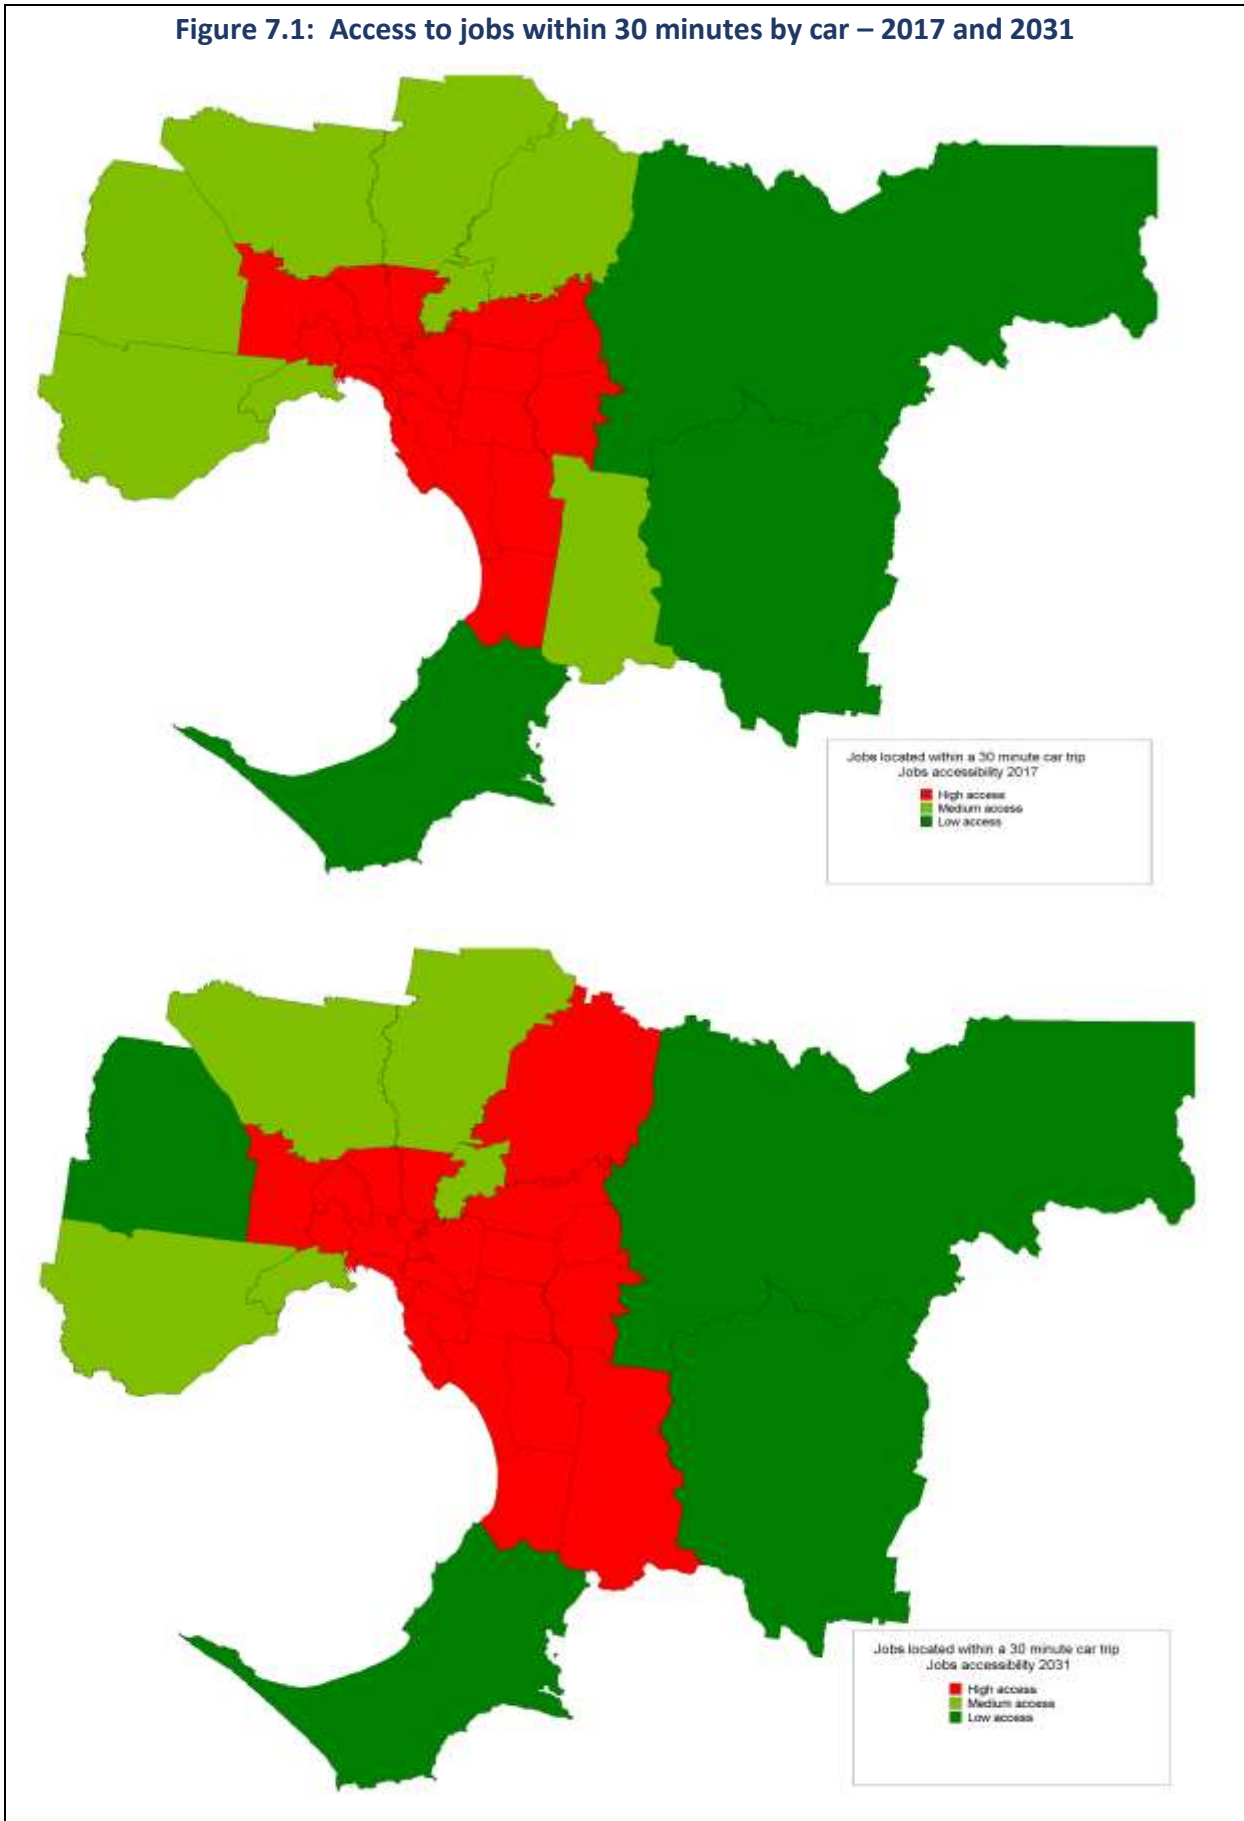 Figure 7.1: Access to jobs within 30 minutes by car – 2017 and 2031
Jobs located within a 30 minute car trip
Jobs accessibility 2017
High access
Medium access
Low access
Jobs located within a 30 minute car trip
Jobs accessibility 2031
High access
Medium access
Low access